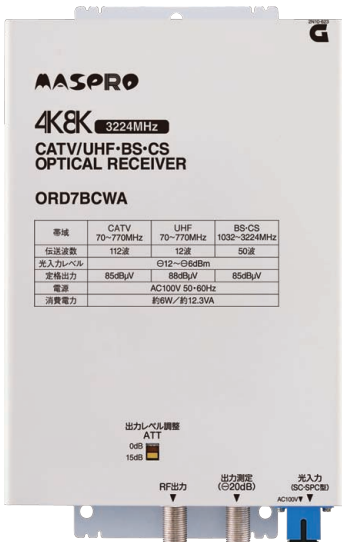 2N10-623
G
MASPRO
4K8K 3224MHz
CATV/UHF・BS・CS
OPTICAL RECEIVER
ORD7BCWA
帯域 CATV 70~770MHz UHF 70~770MHz BS・CS 1032~3224MHz
伝送波数 112波 12波 50波
光入力レベル ⊖12~⊖6dBm
定格出力 85dBμV 88dBμV 85dBμV
電源 AC100V 50・60Hz
消費電力 約6W/約12.3VA
出力レベル調整
ATT
0dB
15dB
RF出力
出力測定
(⊖20dB)
光入力
(SC・SPC型)
AC100V▼